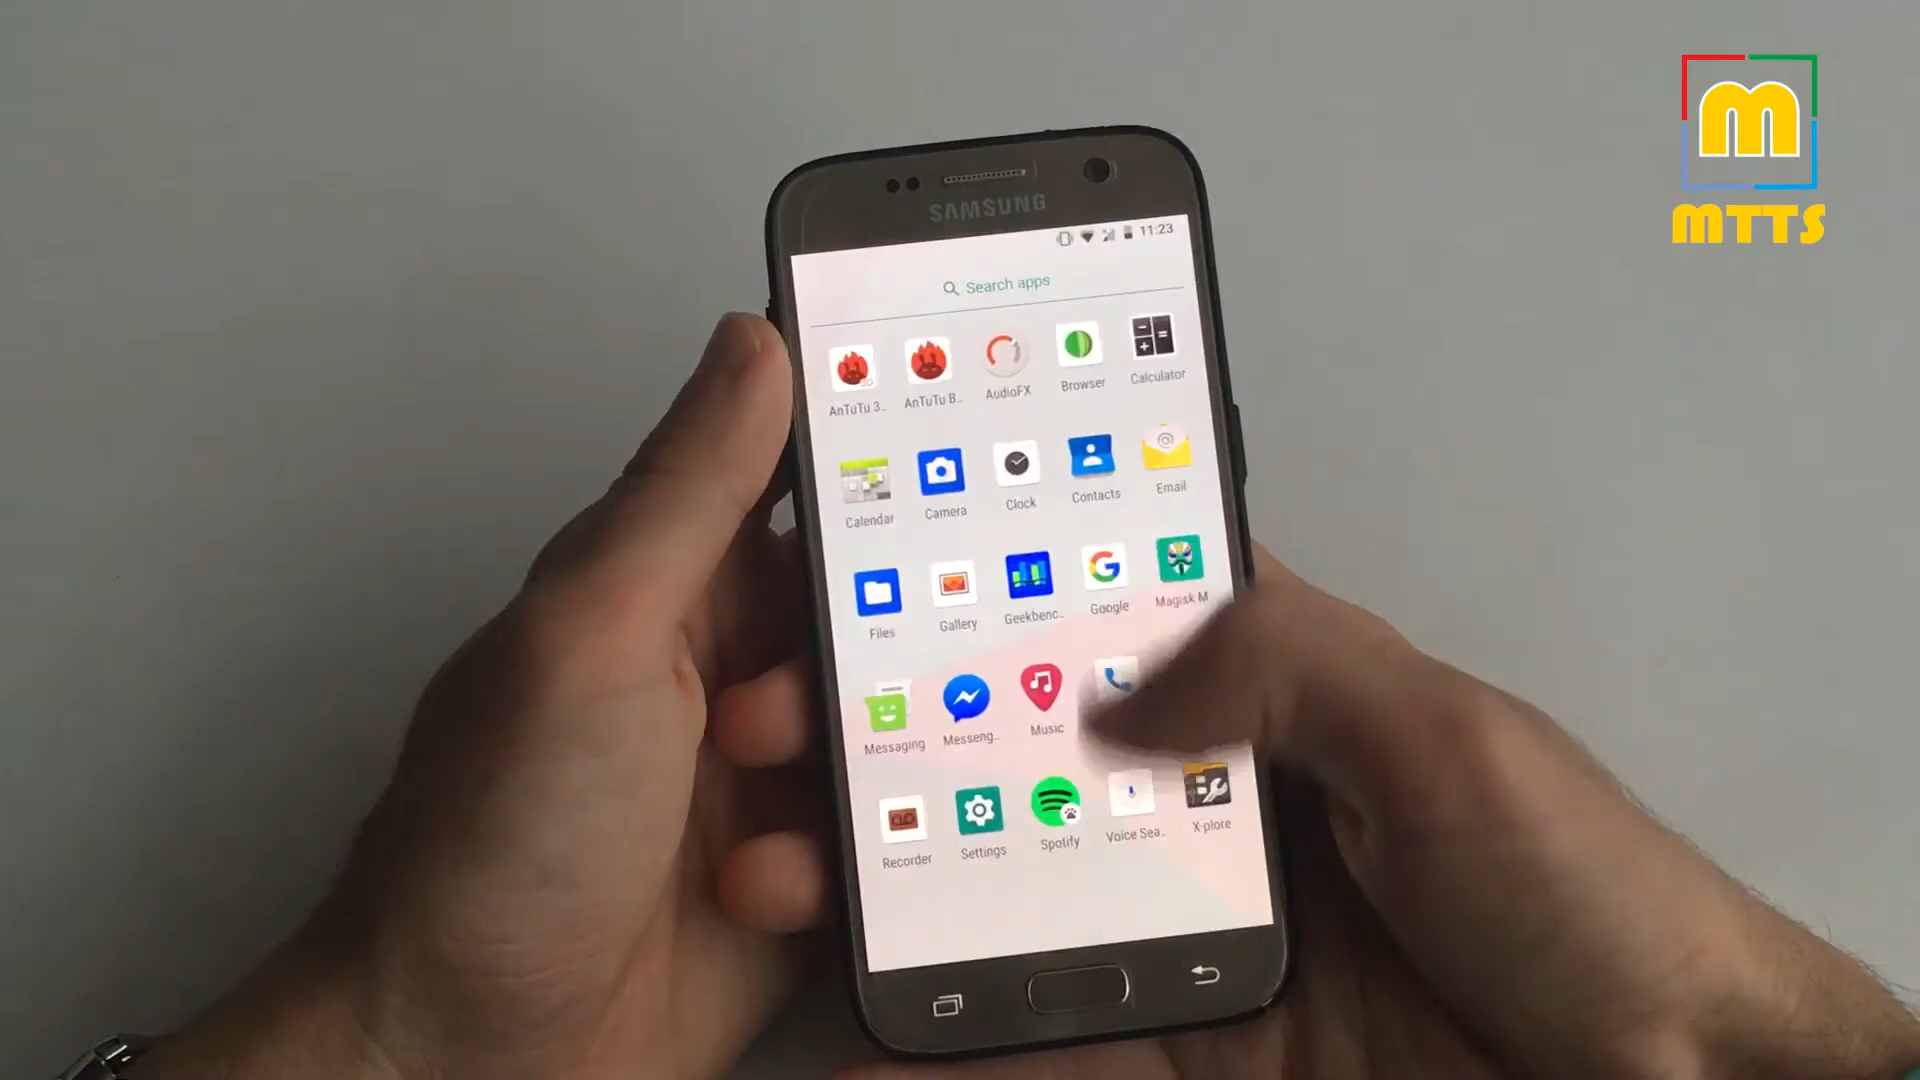 MTTS
SAMSUNG
11:23
Search apps
AnTuTu 3..
AnTuTu B..
AudioFX
Browser
Calculator
Calendar
Camera
Clock
Contacts
Email
Files
Gallery
Geekbenc..
Google
Magisk M
Messaging
Messeng..
Music
Recorder
Settings
Spotify
Voice Sea..
X-plore